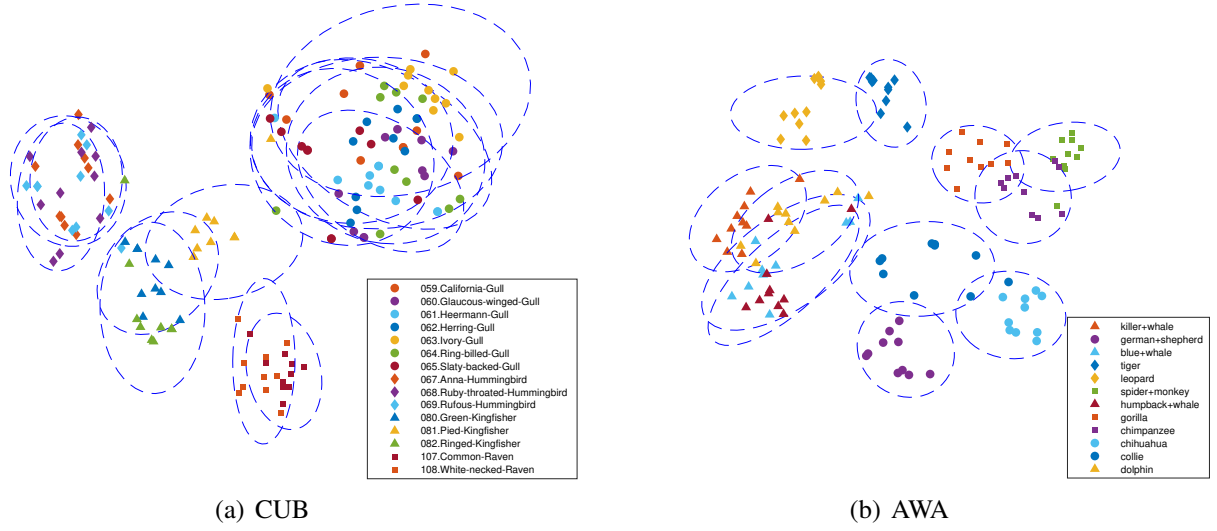 059.California-Gull
060.Glaucous-winged-Gull
061.Heermann-Gull
062.Herring-Gull
063.Ivory-Gull
064.Ring-billed-Gull
065.Slaty-backed-Gull
067.Anna-Hummingbird
068.Ruby-throated-Hummingbird
069.Rufous-Hummingbird
080.Green-Kingfisher
081.Pied-Kingfisher
082.Ringed-Kingfisher
107.Common-Raven
108.White-necked-Raven
(a) CUB
killer+whale
german+shepherd
blue+whale
tiger
leopard
spider+monkey
humpback+whale
gorilla
chimpanzee
chihuahua
collie
dolphin
(b) AWA